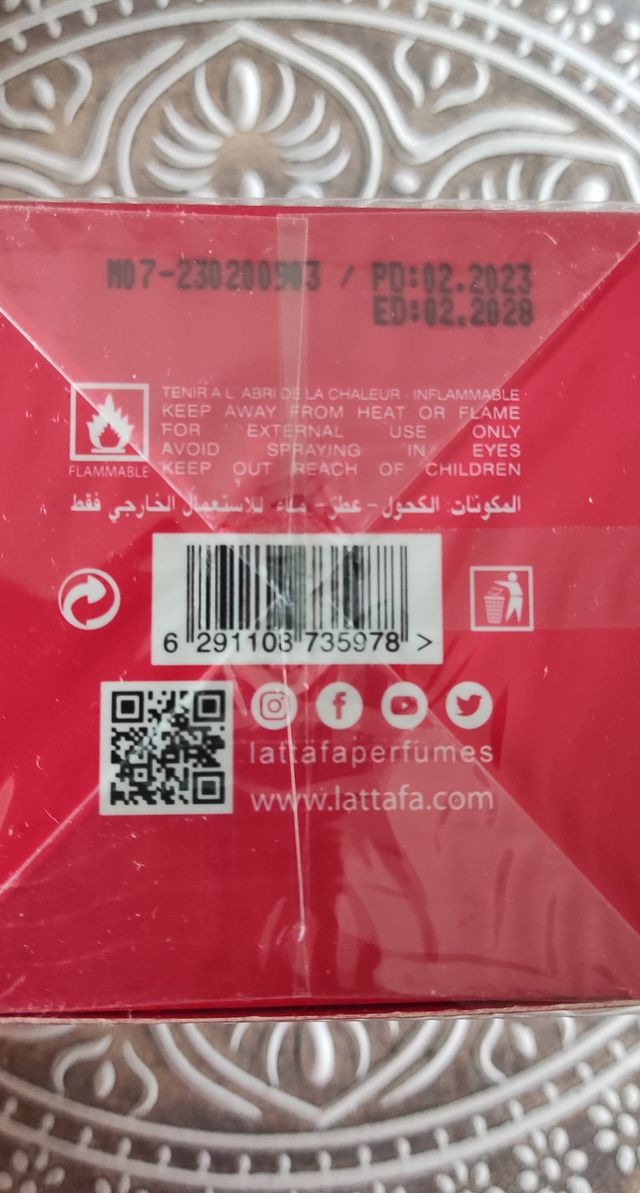 M07-230200903 / PD:02.2023
ED:02.2028
TENIR A L ABRI DE LA CHALEUR - INFLAMMABLE
KEEP AWAY FROM HEAT OR FLAME
FOR EXTERNAL USE ONLY
AVOID SPRAYING IN EYES
KEEP OUT REACH OF CHILDREN
FLAMMABLE
المكونات: الكحول - عطر - ماء للاستعمال الخارجي فقط
6 291108 735978 >
lattafaperfumes
www.lattafa.com